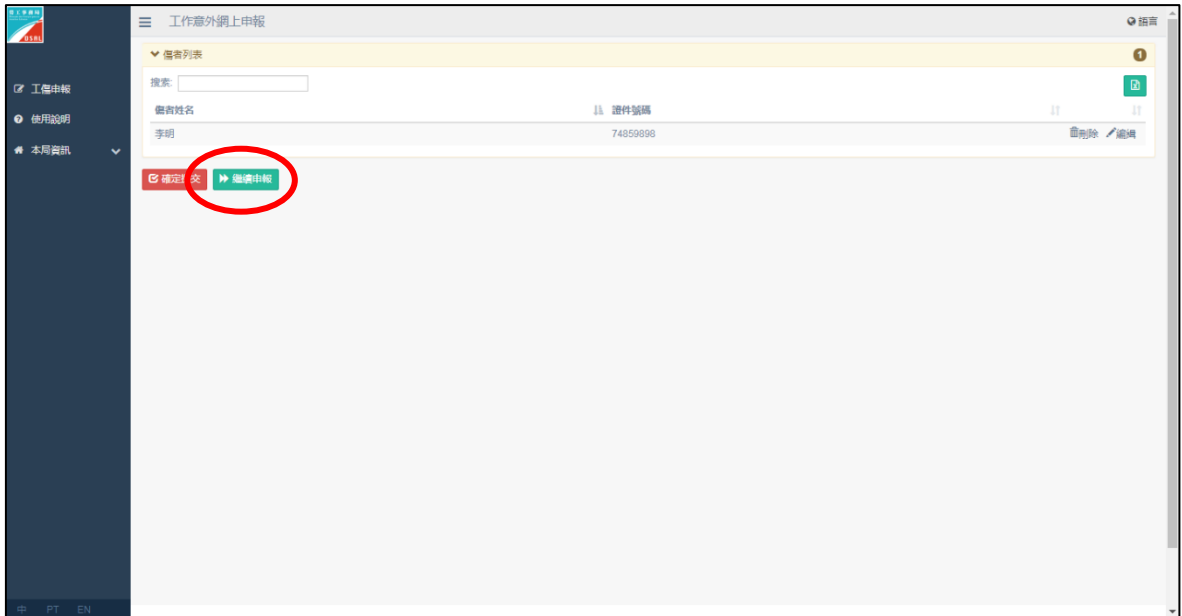 DSAL
工作意外網上申報
語言
傷者列表
1
工傷申報
使用說明
本局資訊
搜索:
傷者姓名
證件號碼
李明
74859898
刪除
編輯
確定提交
繼續申報
中 PT EN